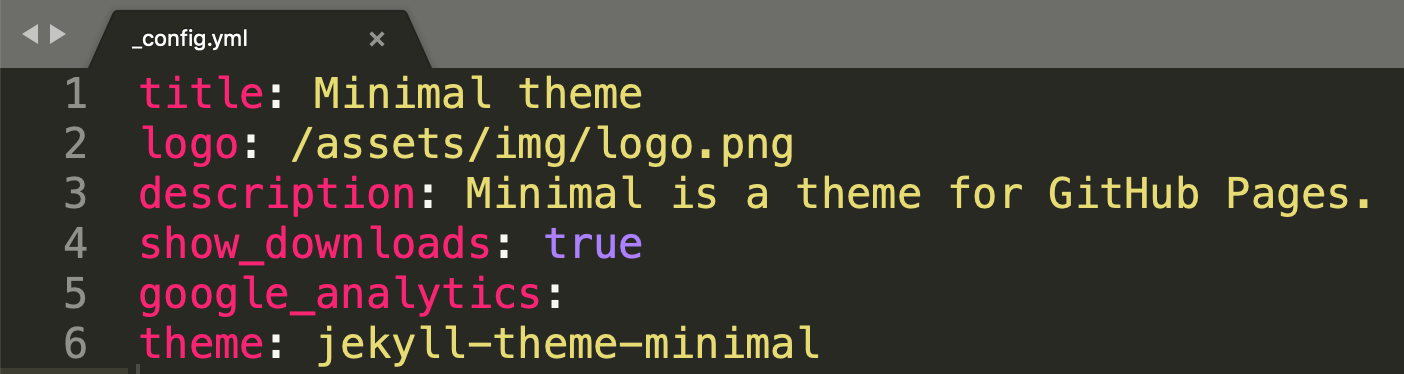 _config.yml ×
1 title: Minimal theme
2 logo: /assets/img/logo.png
3 description: Minimal is a theme for GitHub Pages.
4 show_downloads: true
5 google_analytics:
6 theme: jekyll-theme-minimal